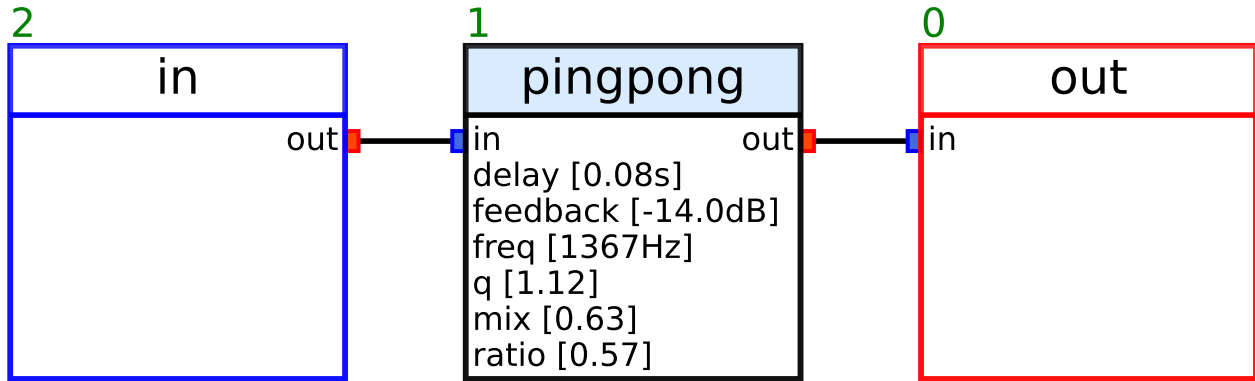 2 1 0
in pingpong out
out in out in
delay [0.08s]
feedback [-14.0dB]
freq [1367Hz]
q [1.12]
mix [0.63]
ratio [0.57]